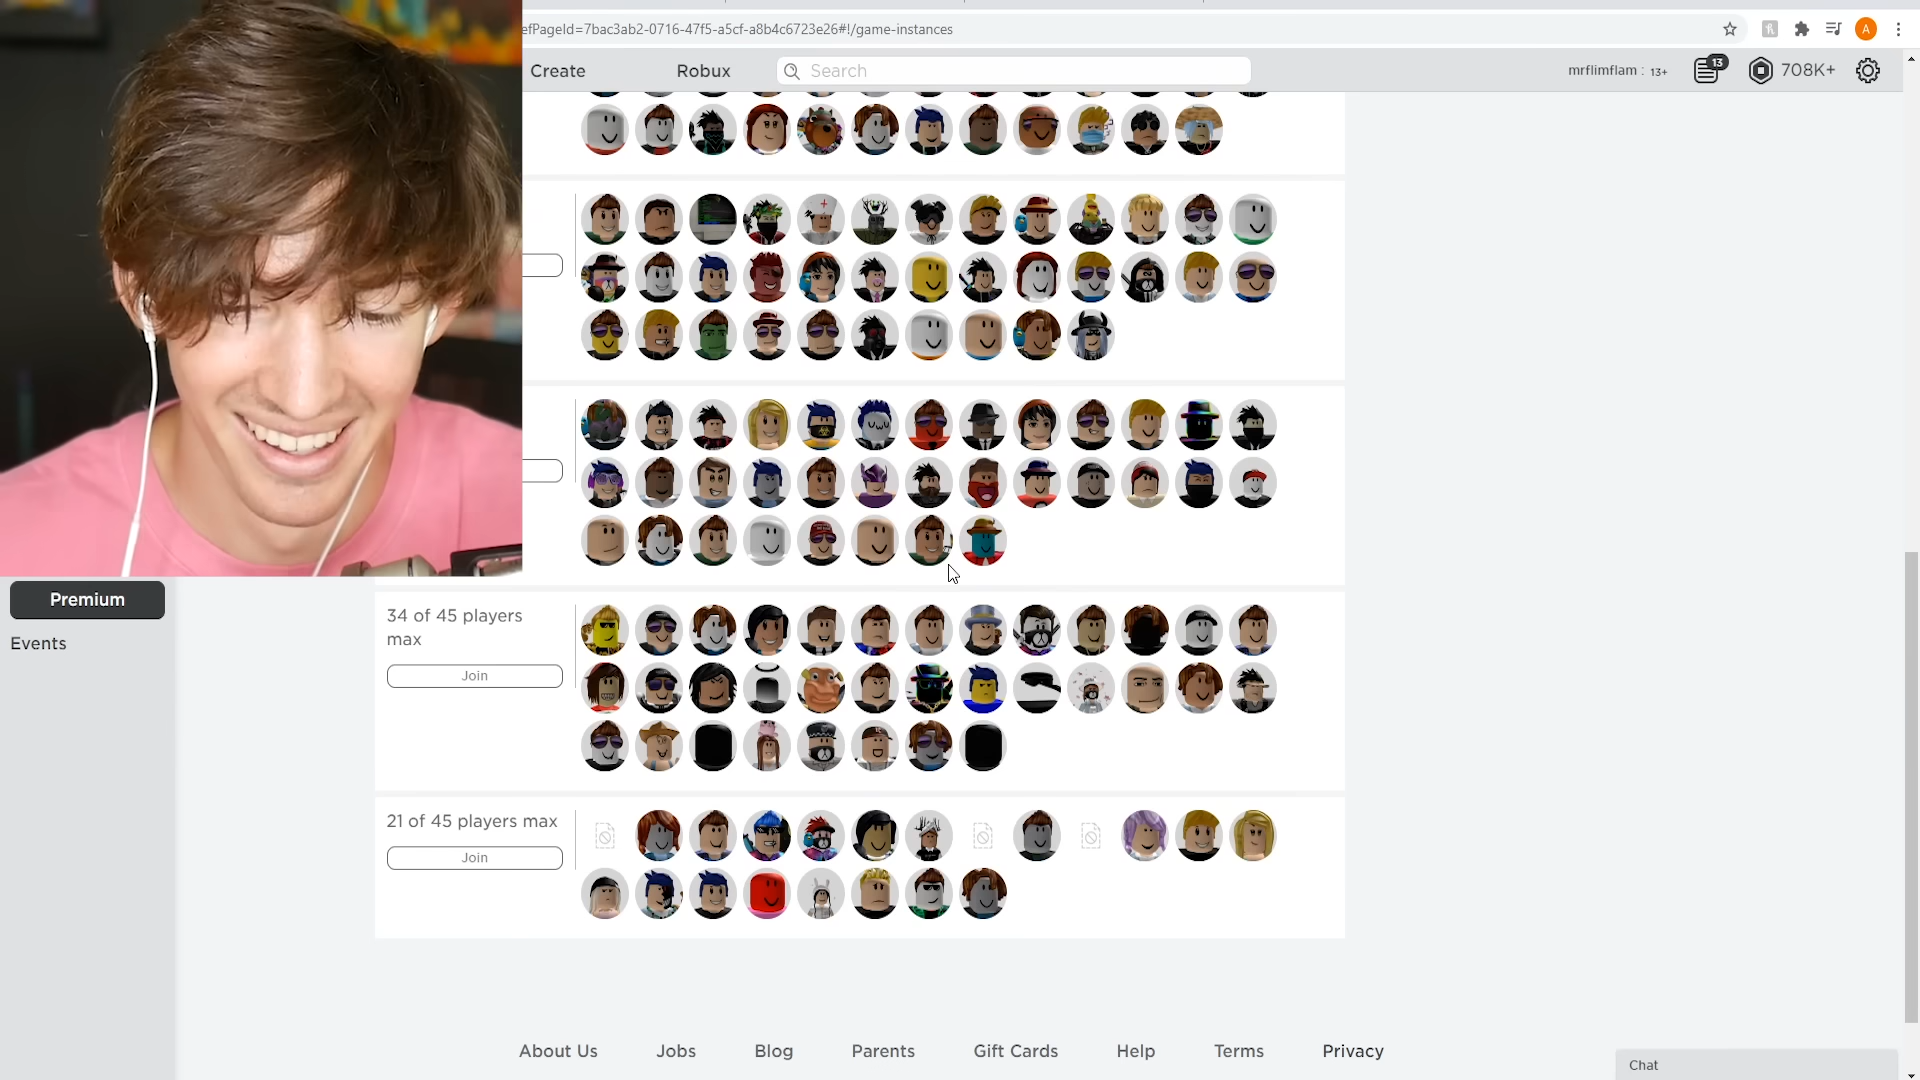 efPageId=7bac3ab2-0716-47f5-a5cf-a8b4c6723e26#!/game-instances
A
Create
Robux
Search
mrflimflam : 13+
13
708K+
Premium
Events
34 of 45 players
max
Join
21 of 45 players max
Join
About Us
Jobs
Blog
Parents
Gift Cards
Help
Terms
Privacy
Chat